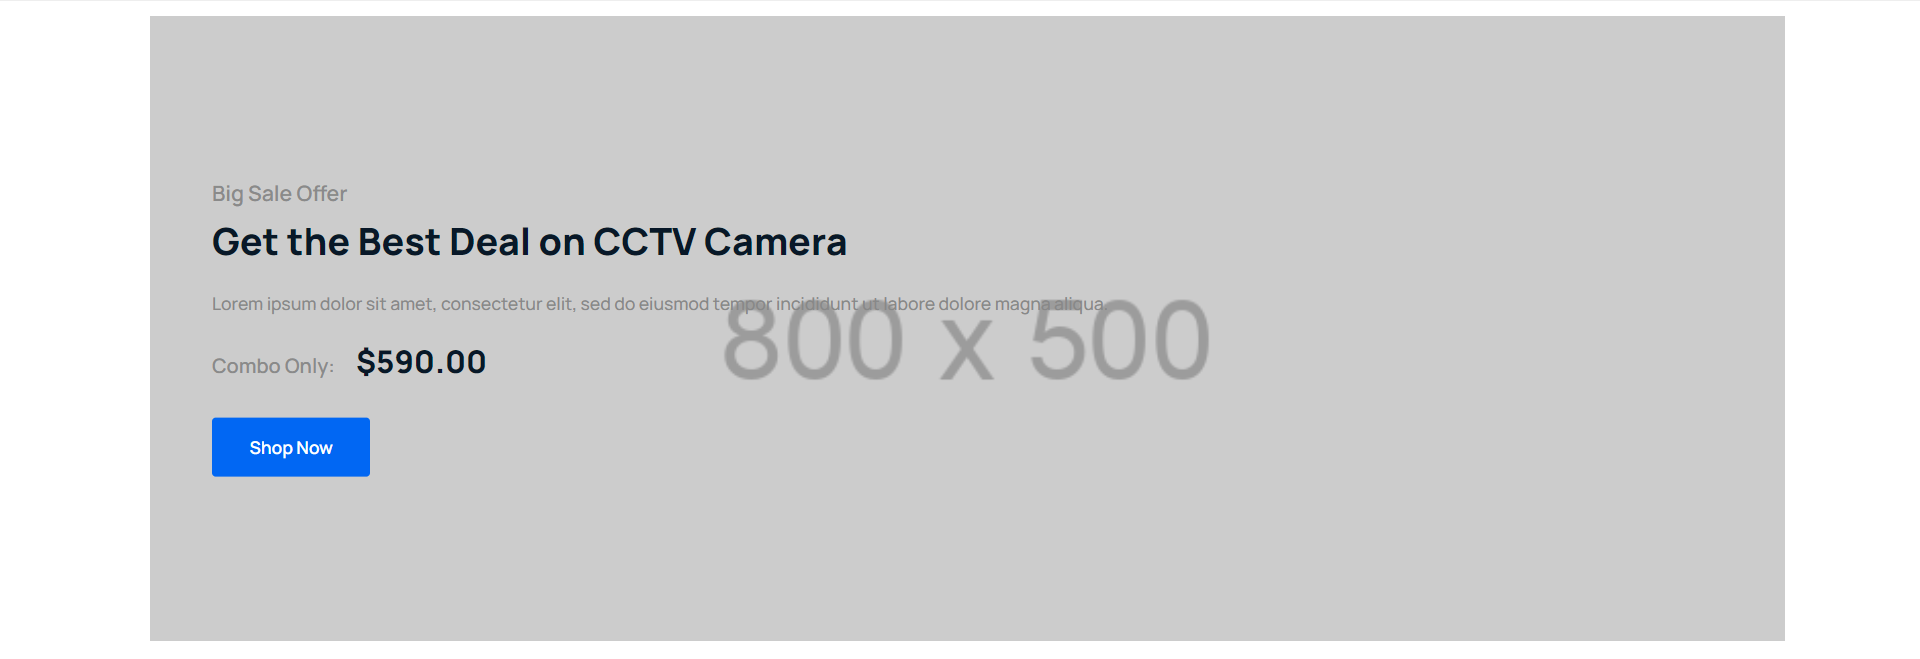 Big Sale Offer
Get the Best Deal on CCTV Camera
Lorem ipsum dolor sit amet, consectetur elit, sed do eiusmod tempor incididunt ut labore dolore magna aliqua.
800 x 500
Combo Only: $590.00
Shop Now